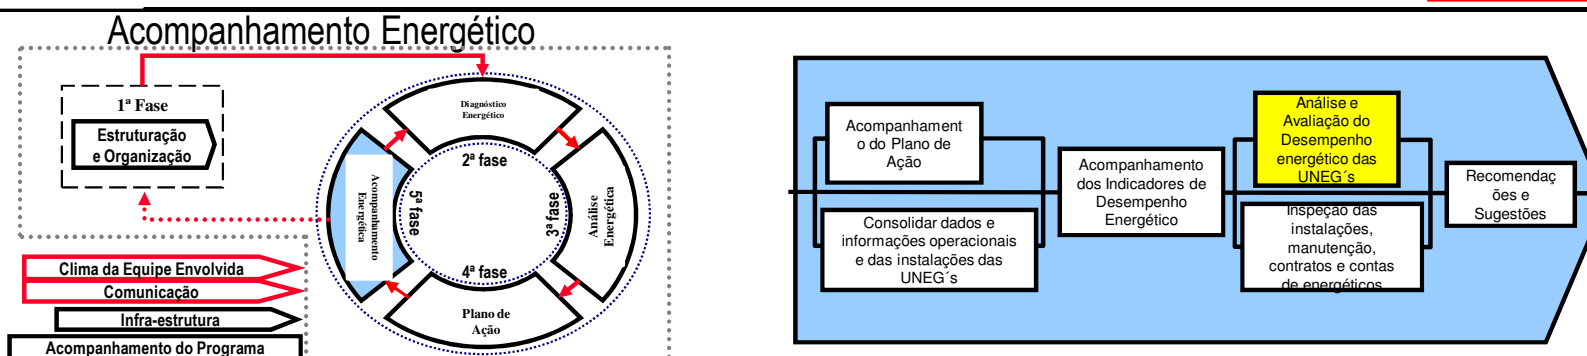 Acompanhamento Energético
1ª Fase
Estruturação
e Organização
Diagnóstico
Energético
2ª fase
3ª fase
Análise
Energética
4ª fase
Plano de
Ação
5ª fase
Acompanhamento
Energética
Clima da Equipe Envolvida
Comunicação
Infra-estrutura
Acompanhamento do Programa
Acompanhament
o do Plano de
Ação
Consolidar dados e
informações operacionais
e das instalações das
UNEG´s
Acompanhamento
dos Indicadores de
Desempenho
Energético
Análise e
Avaliação do
Desempenho
energético das
UNEG´s
Inspeção das
instalações,
manutenção,
contratos e contas
de energéticos
Recomendaç
ões e
Sugestões